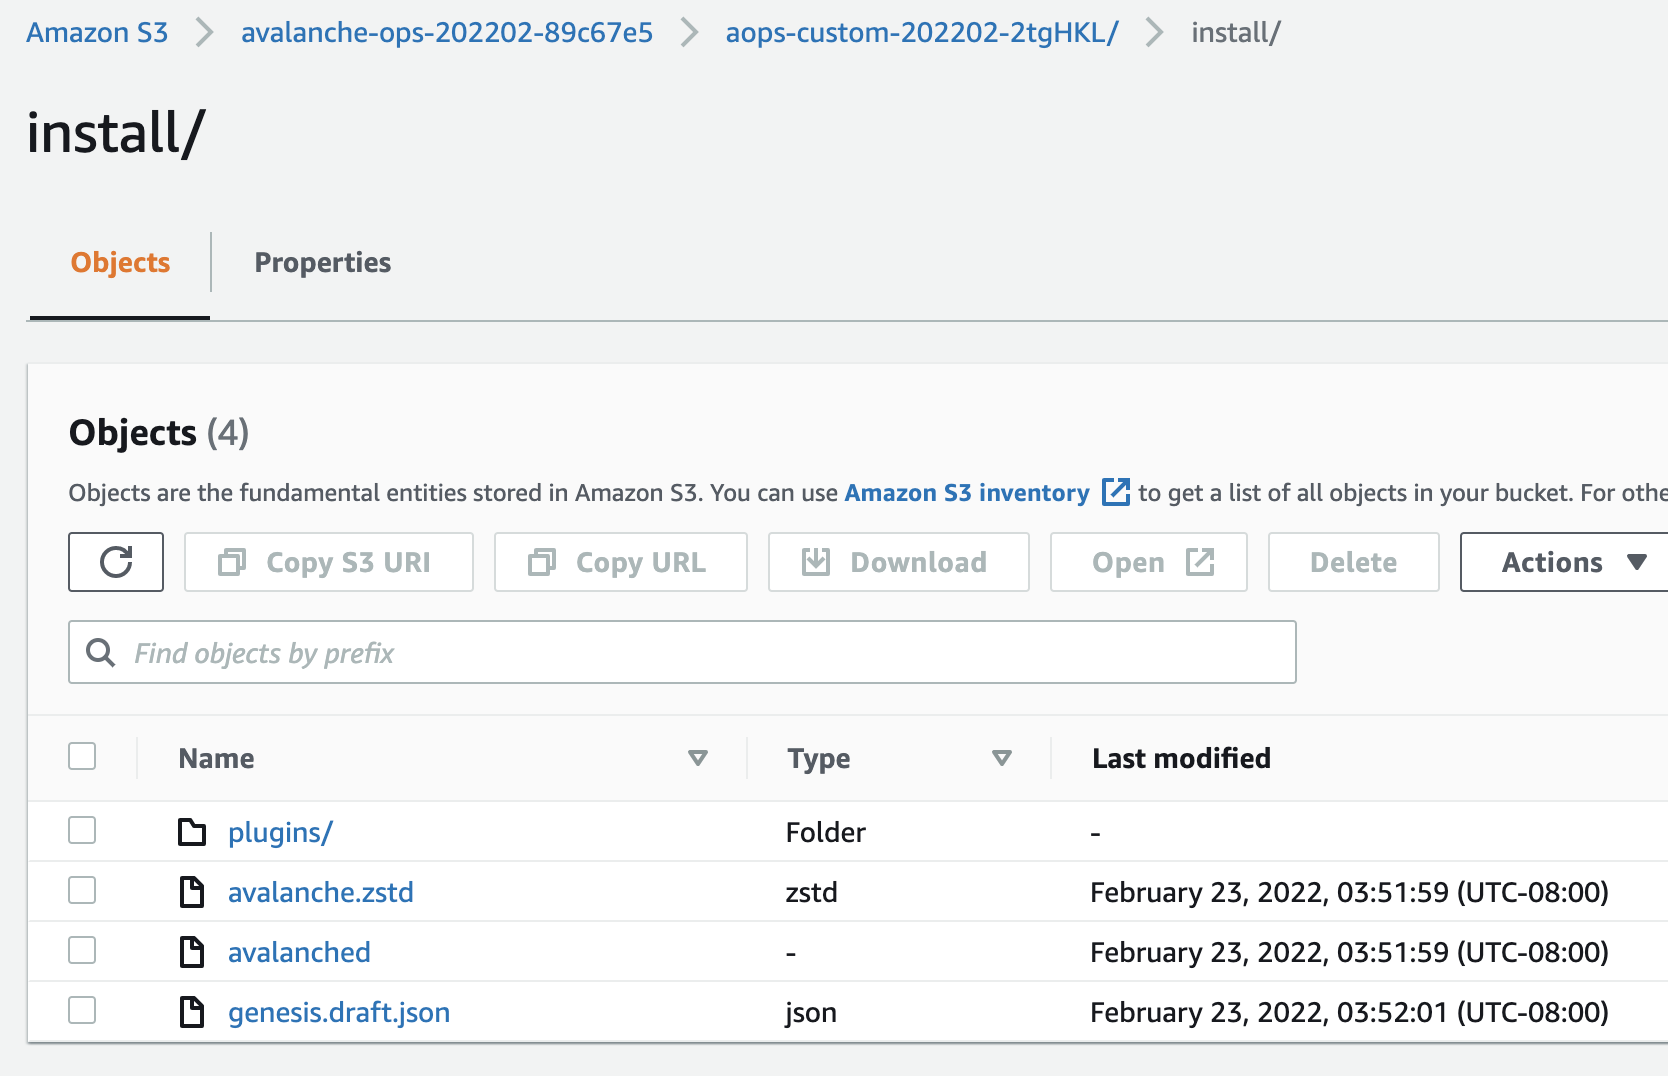 Amazon S3 > avalanche-ops-202202-89c67e5 > aops-custom-202202-2tgHKL/ > install/
install/
Objects Properties
Objects (4)
Objects are the fundamental entities stored in Amazon S3. You can use Amazon S3 inventory to get a list of all objects in your bucket. For othe
Copy S3 URI Copy URL Download Open Delete Actions
Find objects by prefix
Name Type Last modified
plugins/ Folder -
avalanche.zstd zstd February 23, 2022, 03:51:59 (UTC-08:00)
avalanched - February 23, 2022, 03:51:59 (UTC-08:00)
genesis.draft.json json February 23, 2022, 03:52:01 (UTC-08:00)